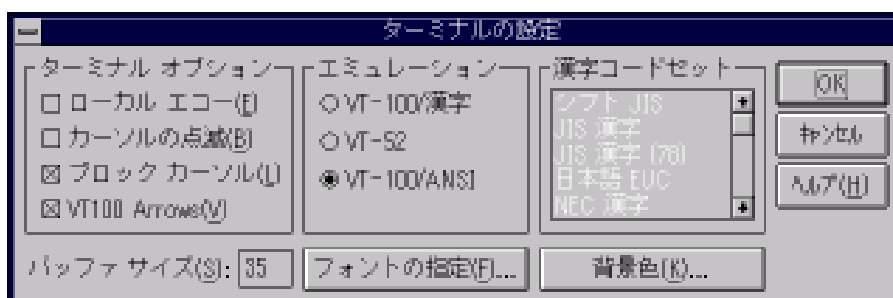 ターミナルの設定
ターミナル オプション
□ ローカル エコー(E)
□ カーソルの点滅(B)
☒ ブロック カーソル(L)
☒ VT100 Arrows(V)
エミュレーション
○ VT-100/漢字
○ VT-52
◉ VT-100/ANSI
漢字コードセット
シフト JIS
JIS 漢字
JIS 漢字 (78)
日本語 EUC
NEC 漢字
OK
キャンセル
ヘルプ(H)
バッファ サイズ(S): 35
フォントの指定(F)...
背景色(K)...